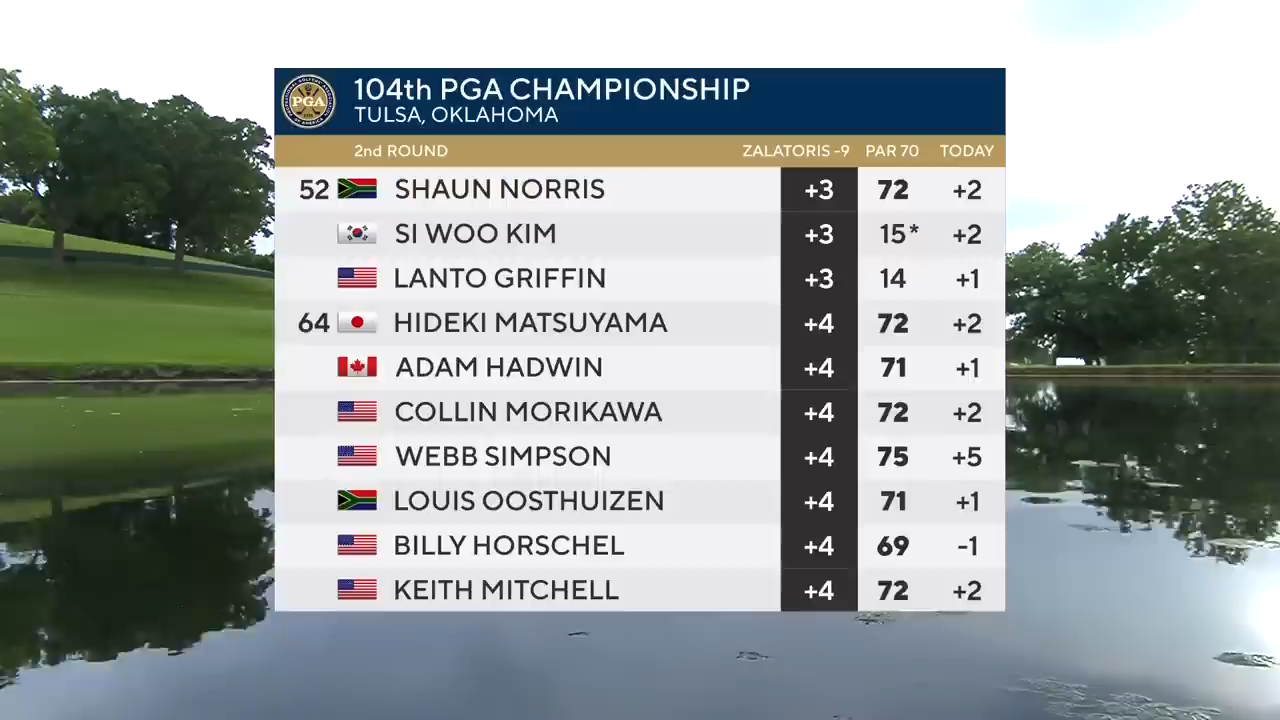 PGA
104th PGA CHAMPIONSHIP
TULSA, OKLAHOMA
2nd ROUND ZALATORIS -9 PAR 70 TODAY
52 SHAUN NORRIS +3 72 +2
SI WOO KIM +3 15* +2
LANTO GRIFFIN +3 14 +1
64 HIDEKI MATSUYAMA +4 72 +2
ADAM HADWIN +4 71 +1
COLLIN MORIKAWA +4 72 +2
WEBB SIMPSON +4 75 +5
LOUIS OOSTHUIZEN +4 71 +1
BILLY HORSCHEL +4 69 -1
KEITH MITCHELL +4 72 +2